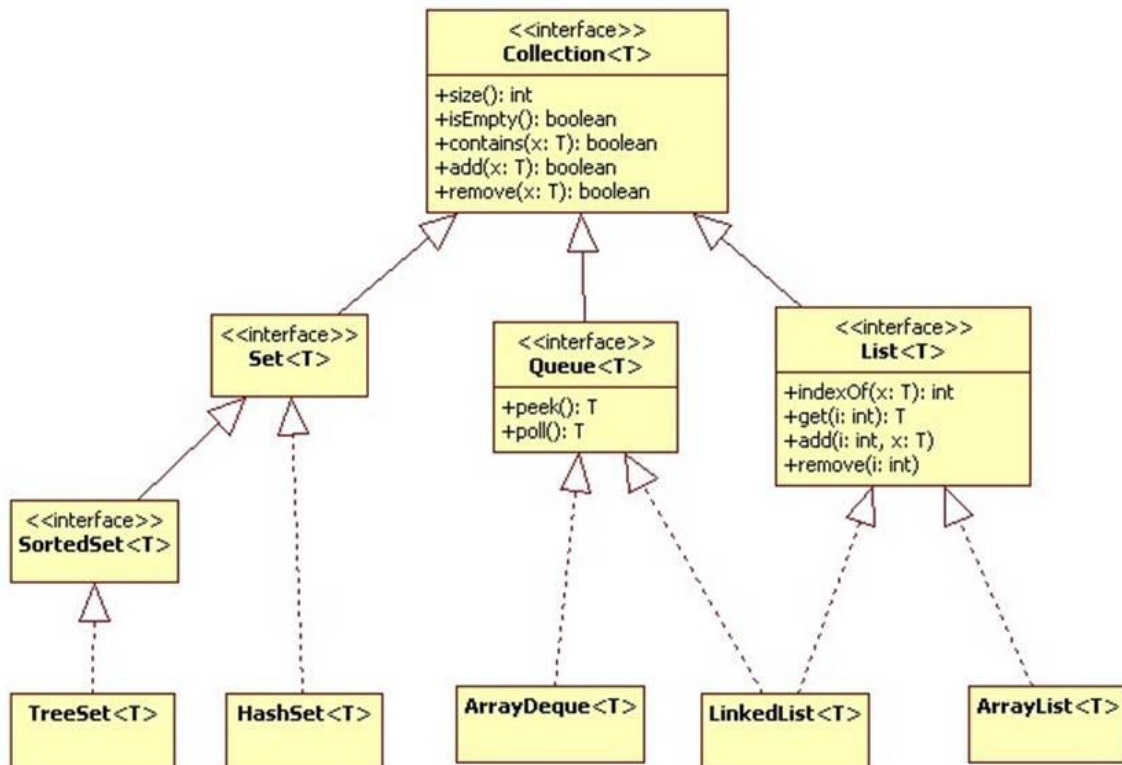 <<interface>>
Collection<T>
+size(): int
+isEmpty(): boolean
+contains(x: T): boolean
+add(x: T): boolean
+remove(x: T): boolean
<<interface>>
Set<T>
<<interface>>
Queue<T>
+peek(): T
+poll(): T
<<interface>>
List<T>
+indexOf(x: T): int
+get(i: int): T
+add(i: int, x: T)
+remove(i: int)
<<interface>>
SortedSet<T>
TreeSet<T>
HashSet<T>
ArrayDeque<T>
LinkedList<T>
ArrayList<T>